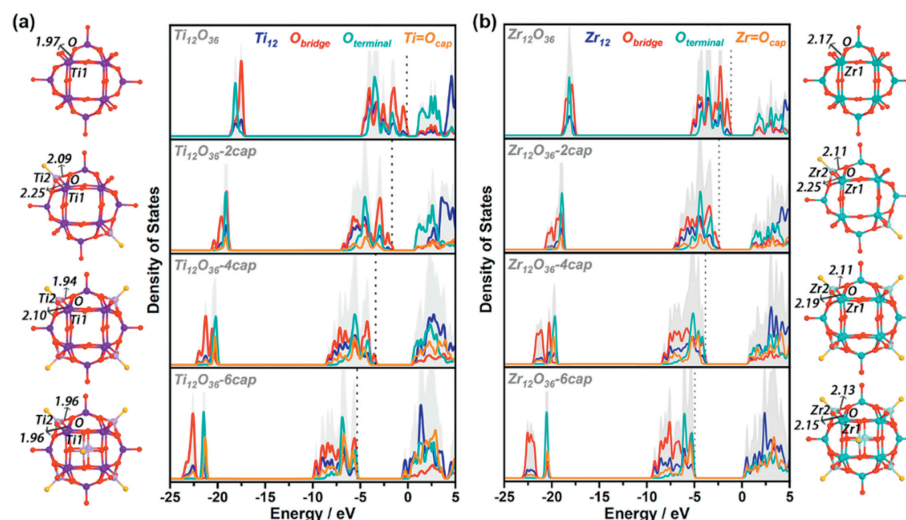 (a)
Ti12O36 Ti12 Obridge Oterminal Ti=Ocap
Ti12O36-2cap
Ti12O36-4cap
Ti12O36-6cap
Density of States
-25 -20 -15 -10 -5 0 5
Energy / eV
1.97 O
Ti1
2.09
Ti2 O
2.25 Ti1
1.94
Ti2 O
2.10 Ti1
1.96
Ti2 O
1.96 Ti1
(b)
Zr12O36 Zr12 Obridge Oterminal Zr=Ocap
Zr12O36-2cap
Zr12O36-4cap
Zr12O36-6cap
Density of States
-25 -20 -15 -10 -5 0 5
Energy / eV
2.17 O
Zr1
2.11
Zr2 O
2.25 Zr1
2.11
Zr2 O
2.19 Zr1
2.13
Zr2 O
2.15 Zr1